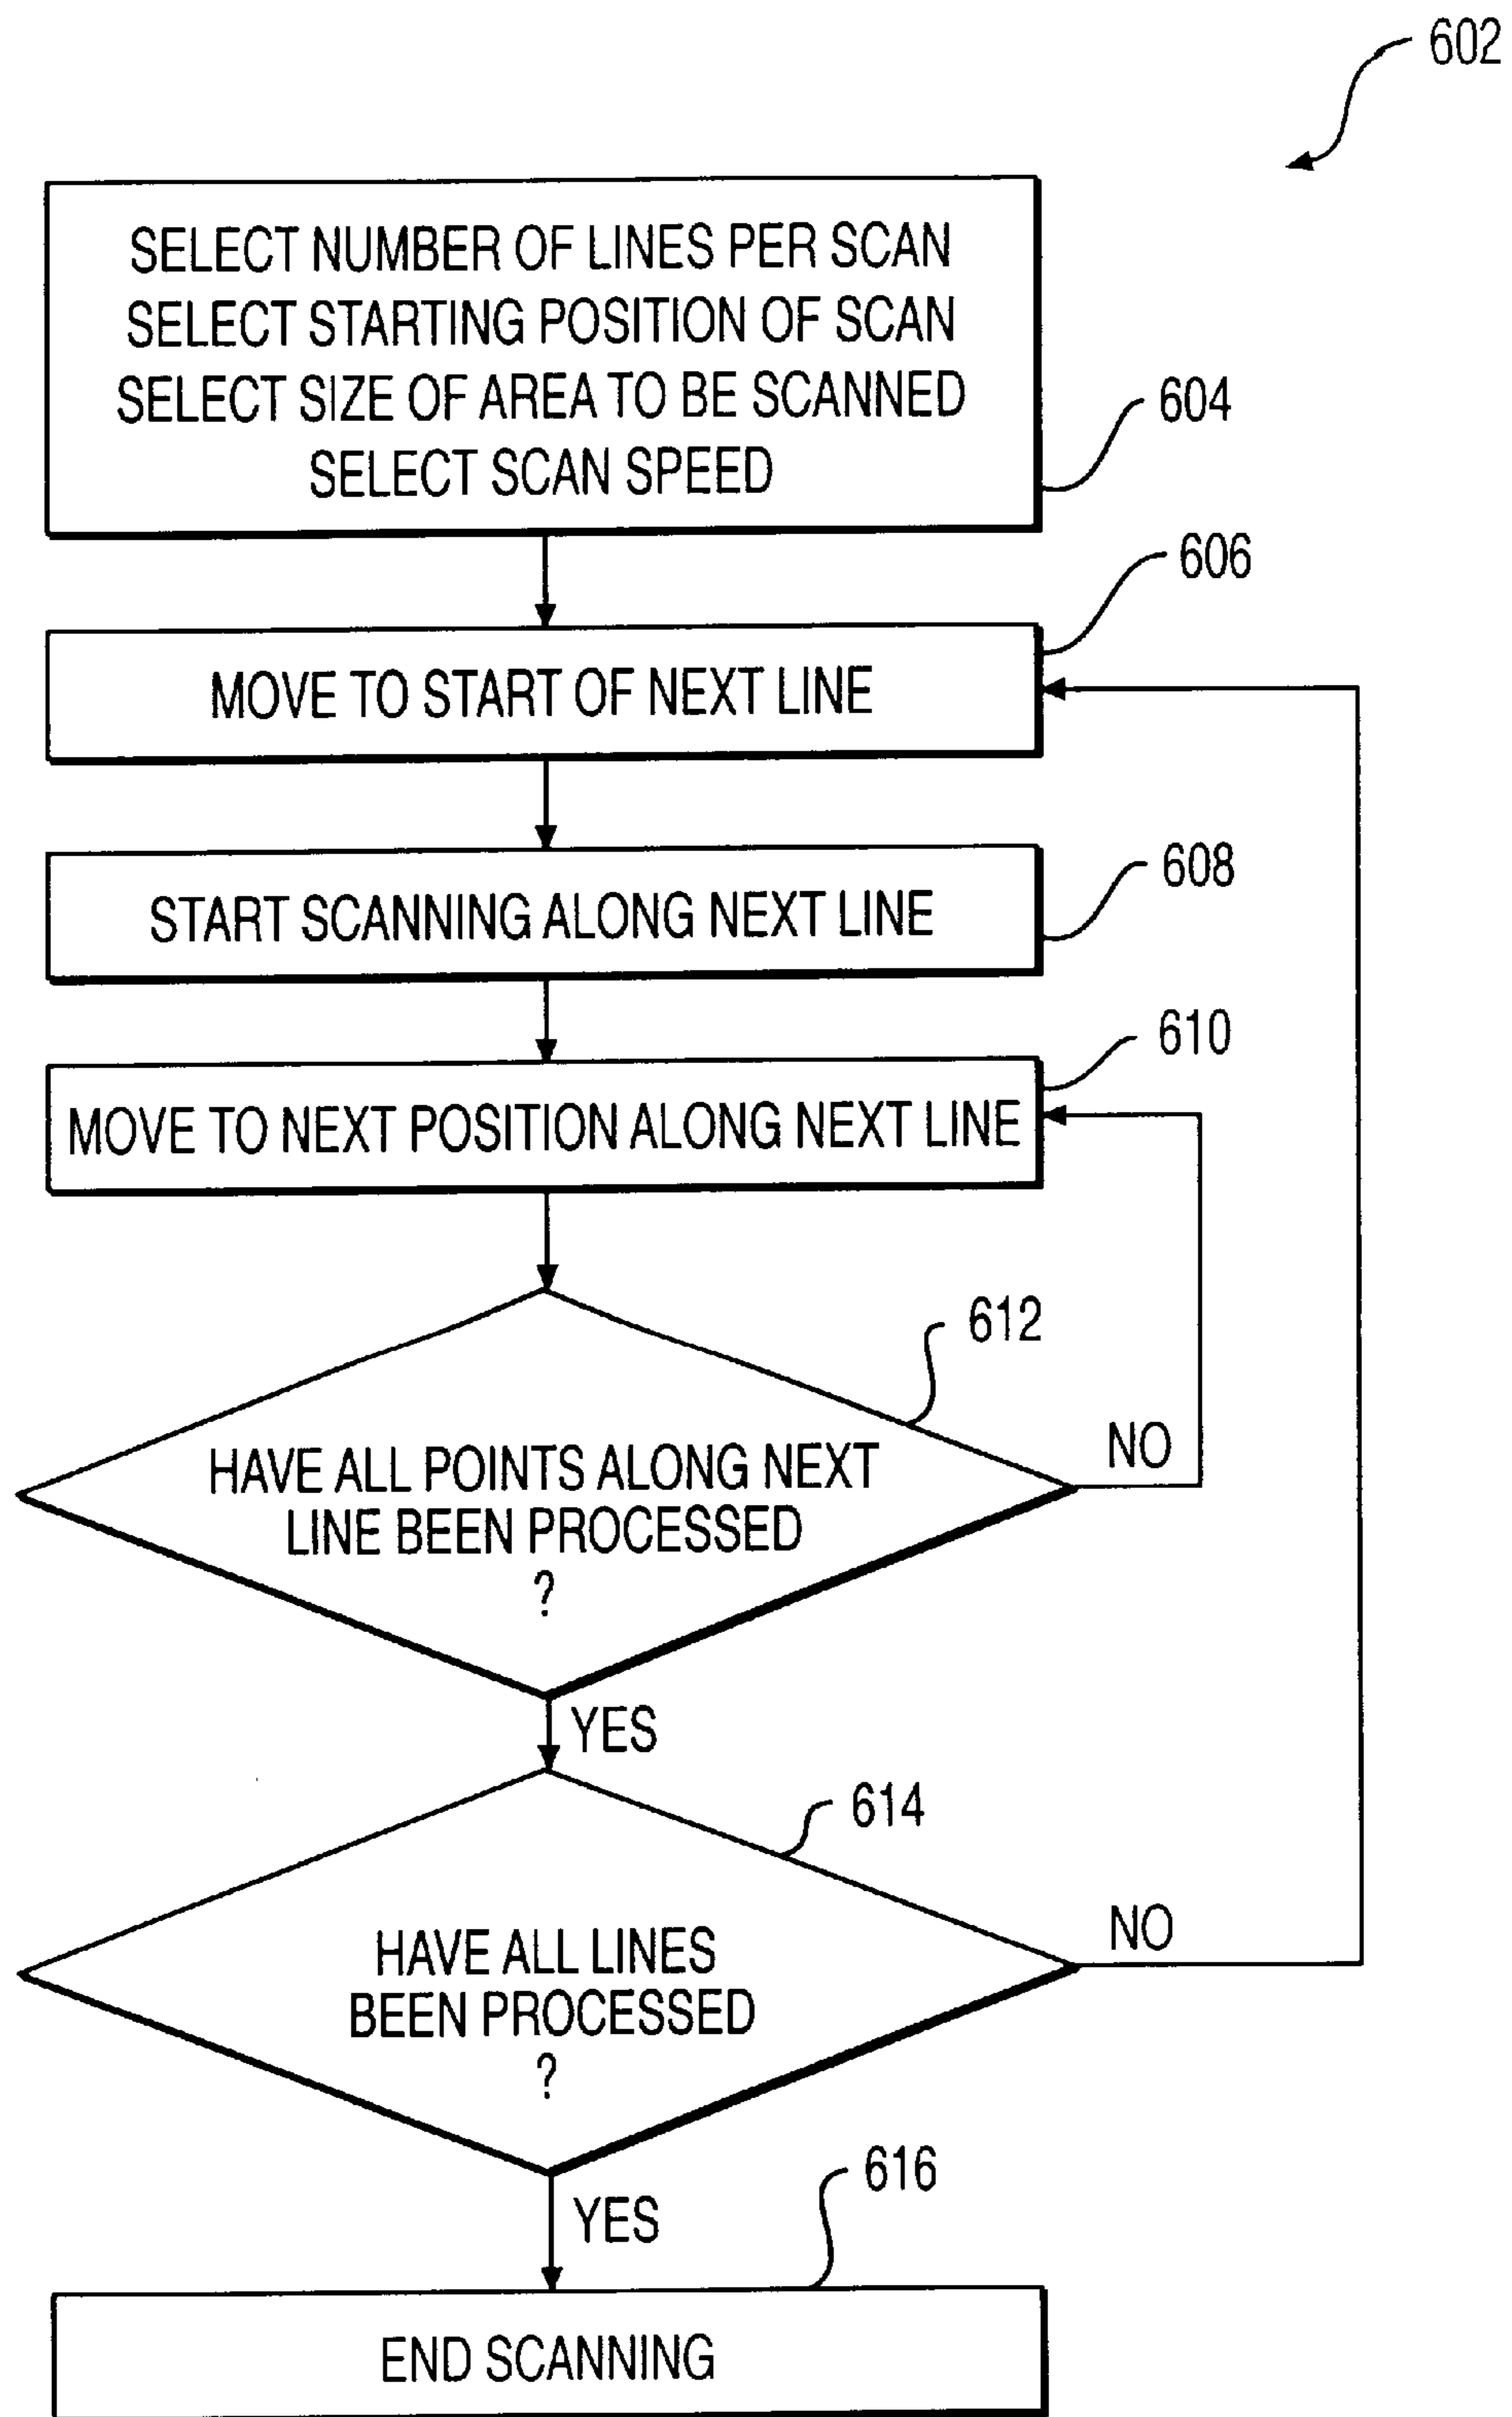 602
SELECT NUMBER OF LINES PER SCAN
SELECT STARTING POSITION OF SCAN
SELECT SIZE OF AREA TO BE SCANNED
SELECT SCAN SPEED
604
606
MOVE TO START OF NEXT LINE
608
START SCANNING ALONG NEXT LINE
610
MOVE TO NEXT POSITION ALONG NEXT LINE
612
HAVE ALL POINTS ALONG NEXT
LINE BEEN PROCESSED
?
NO
YES
614
HAVE ALL LINES
BEEN PROCESSED
?
NO
YES
616
END SCANNING